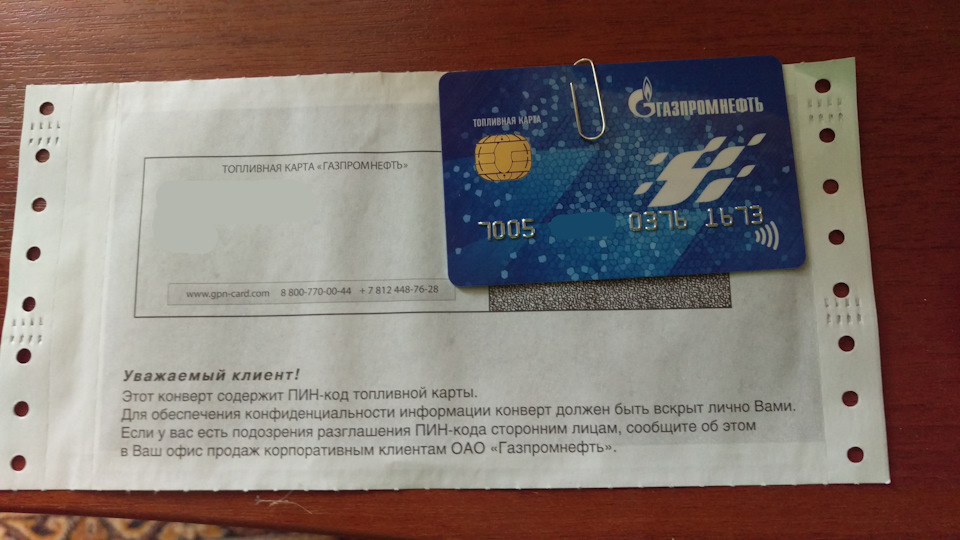 ГАЗПРОМНЕФТЬ
ТОПЛИВНАЯ КАРТА
7005 0376 1673
ТОПЛИВНАЯ КАРТА «ГАЗПРОМНЕФТЬ»
www.gpn-card.com 8 800-770-00-44 +7 812 448-76-28
Уважаемый клиент!
Этот конверт содержит ПИН-код топливной карты.
Для обеспечения конфиденциальности информации конверт должен быть вскрыт лично Вами.
Если у вас есть подозрения разглашения ПИН-кода сторонним лицам, сообщите об этом
в Ваш офис продаж корпоративным клиентам ОАО «Газпромнефть».